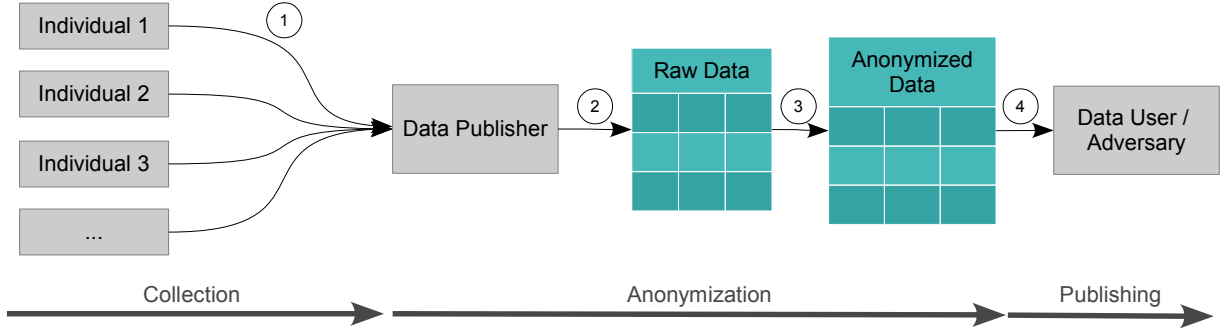 Individual 1
1
Individual 2
Individual 3
...
Data Publisher
2
Raw Data
3
Anonymized
Data
4
Data User /
Adversary
Collection
Anonymization
Publishing